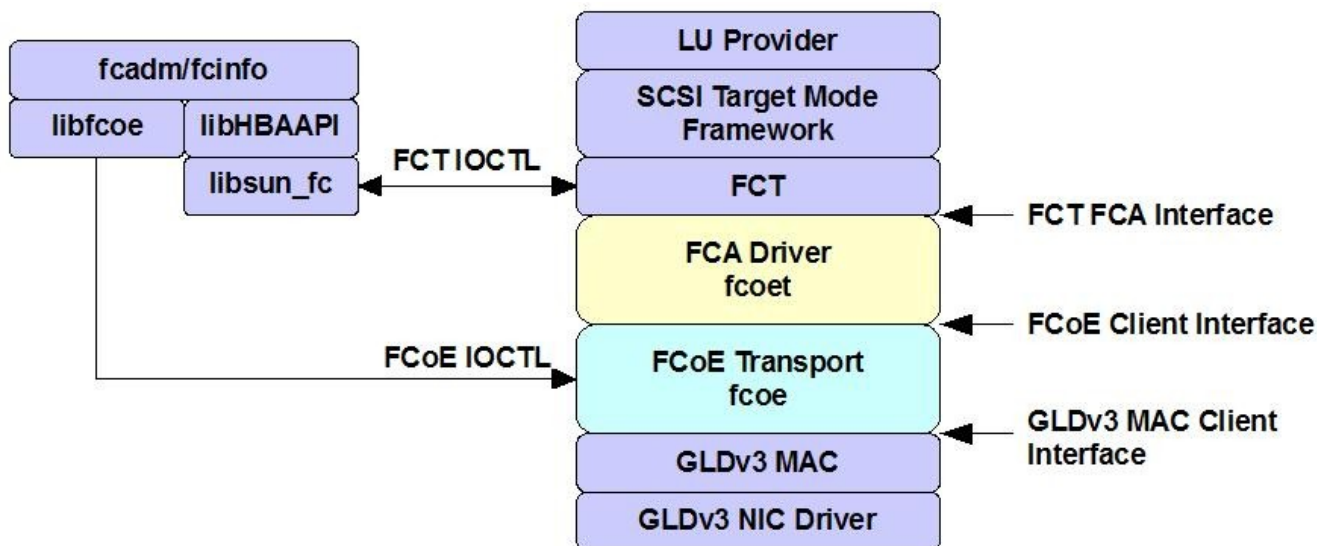 fcadm/fcinfo
libfcoe
libHBAAPI
libsun_fc
FCT IOCTL
FCoE IOCTL
LU Provider
SCSI Target Mode
Framework
FCT
FCA Driver
fcoet
FCoE Transport
fcoe
GLDv3 MAC
GLDv3 NIC Driver
FCT FCA Interface
FCoE Client Interface
GLDv3 MAC Client
Interface